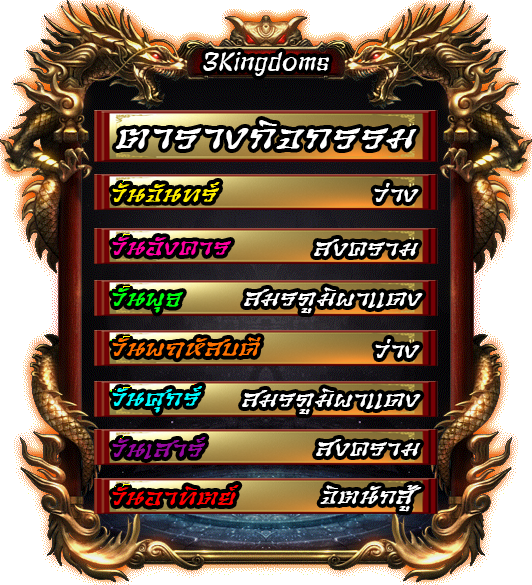 3Kingdoms
ตารางกิจกรรม
วันจันทร์ ว่าง
วันอังคาร สงคราม
วันพุธ สมรภูมิผาแดง
วันพฤหัสบดี ว่าง
วันศุกร์ สมรภูมิผาแดง
วันเสาร์ สงคราม
วันอาทิตย์ จิตนักสู้